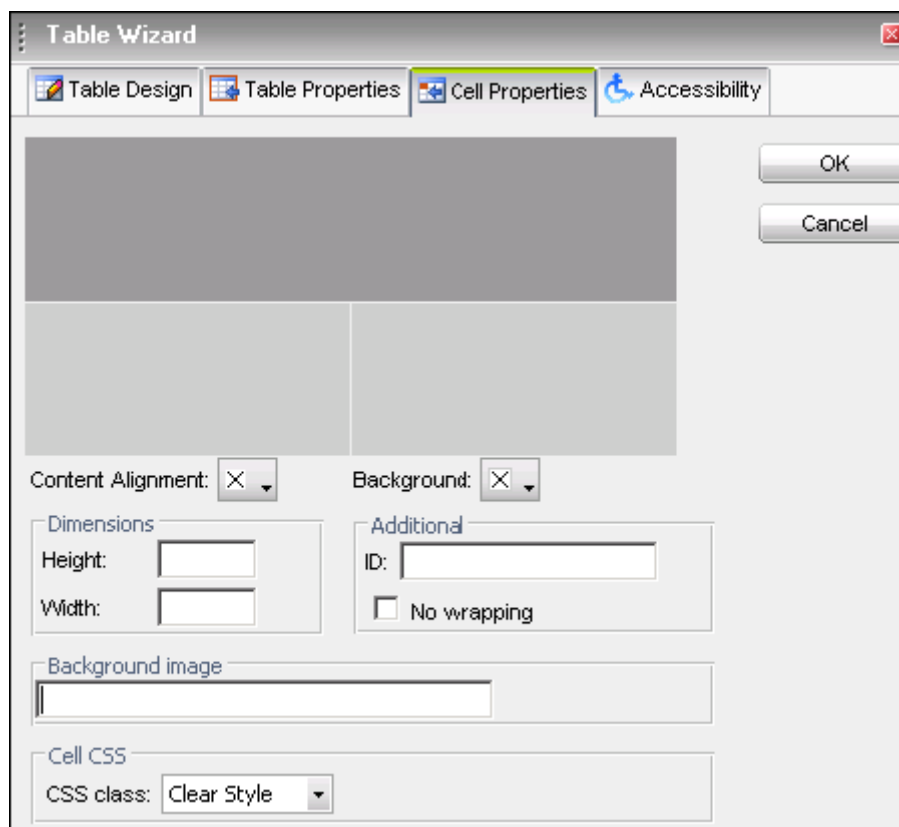 Table Wizard
Table Design Table Properties Cell Properties Accessibility
OK
Cancel
Content Alignment: Background:
Dimensions Additional
Height: ID:
Width: No wrapping
Background image
Cell CSS
CSS class: Clear Style